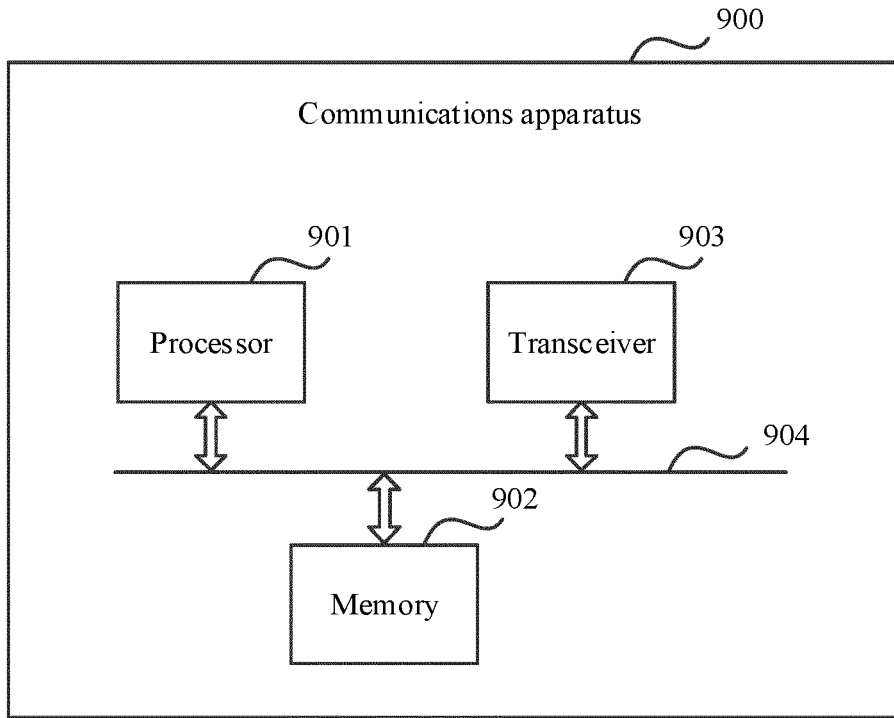 900
Communications apparatus
901
903
Processor
Transceiver
904
902
Memory